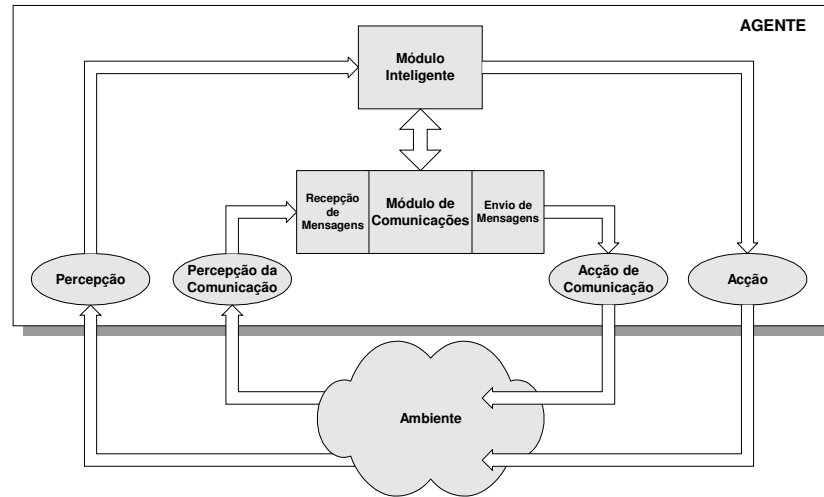 AGENTE
Módulo
Inteligente
Recepção
de
Mensagens
Módulo de
Comunicações
Envio de
Mensagens
Percepção
Percepção da
Comunicação
Acção de
Comunicação
Acção
Ambiente